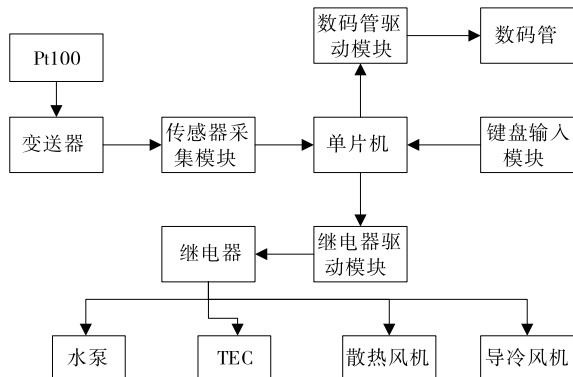 数码管驱
动模块
数码管
Pt100
变送器
传感器采
集模块
单片机
键盘输入
模块
继电器
继电器驱
动模块
水泵
TEC
散热风机
导冷风机